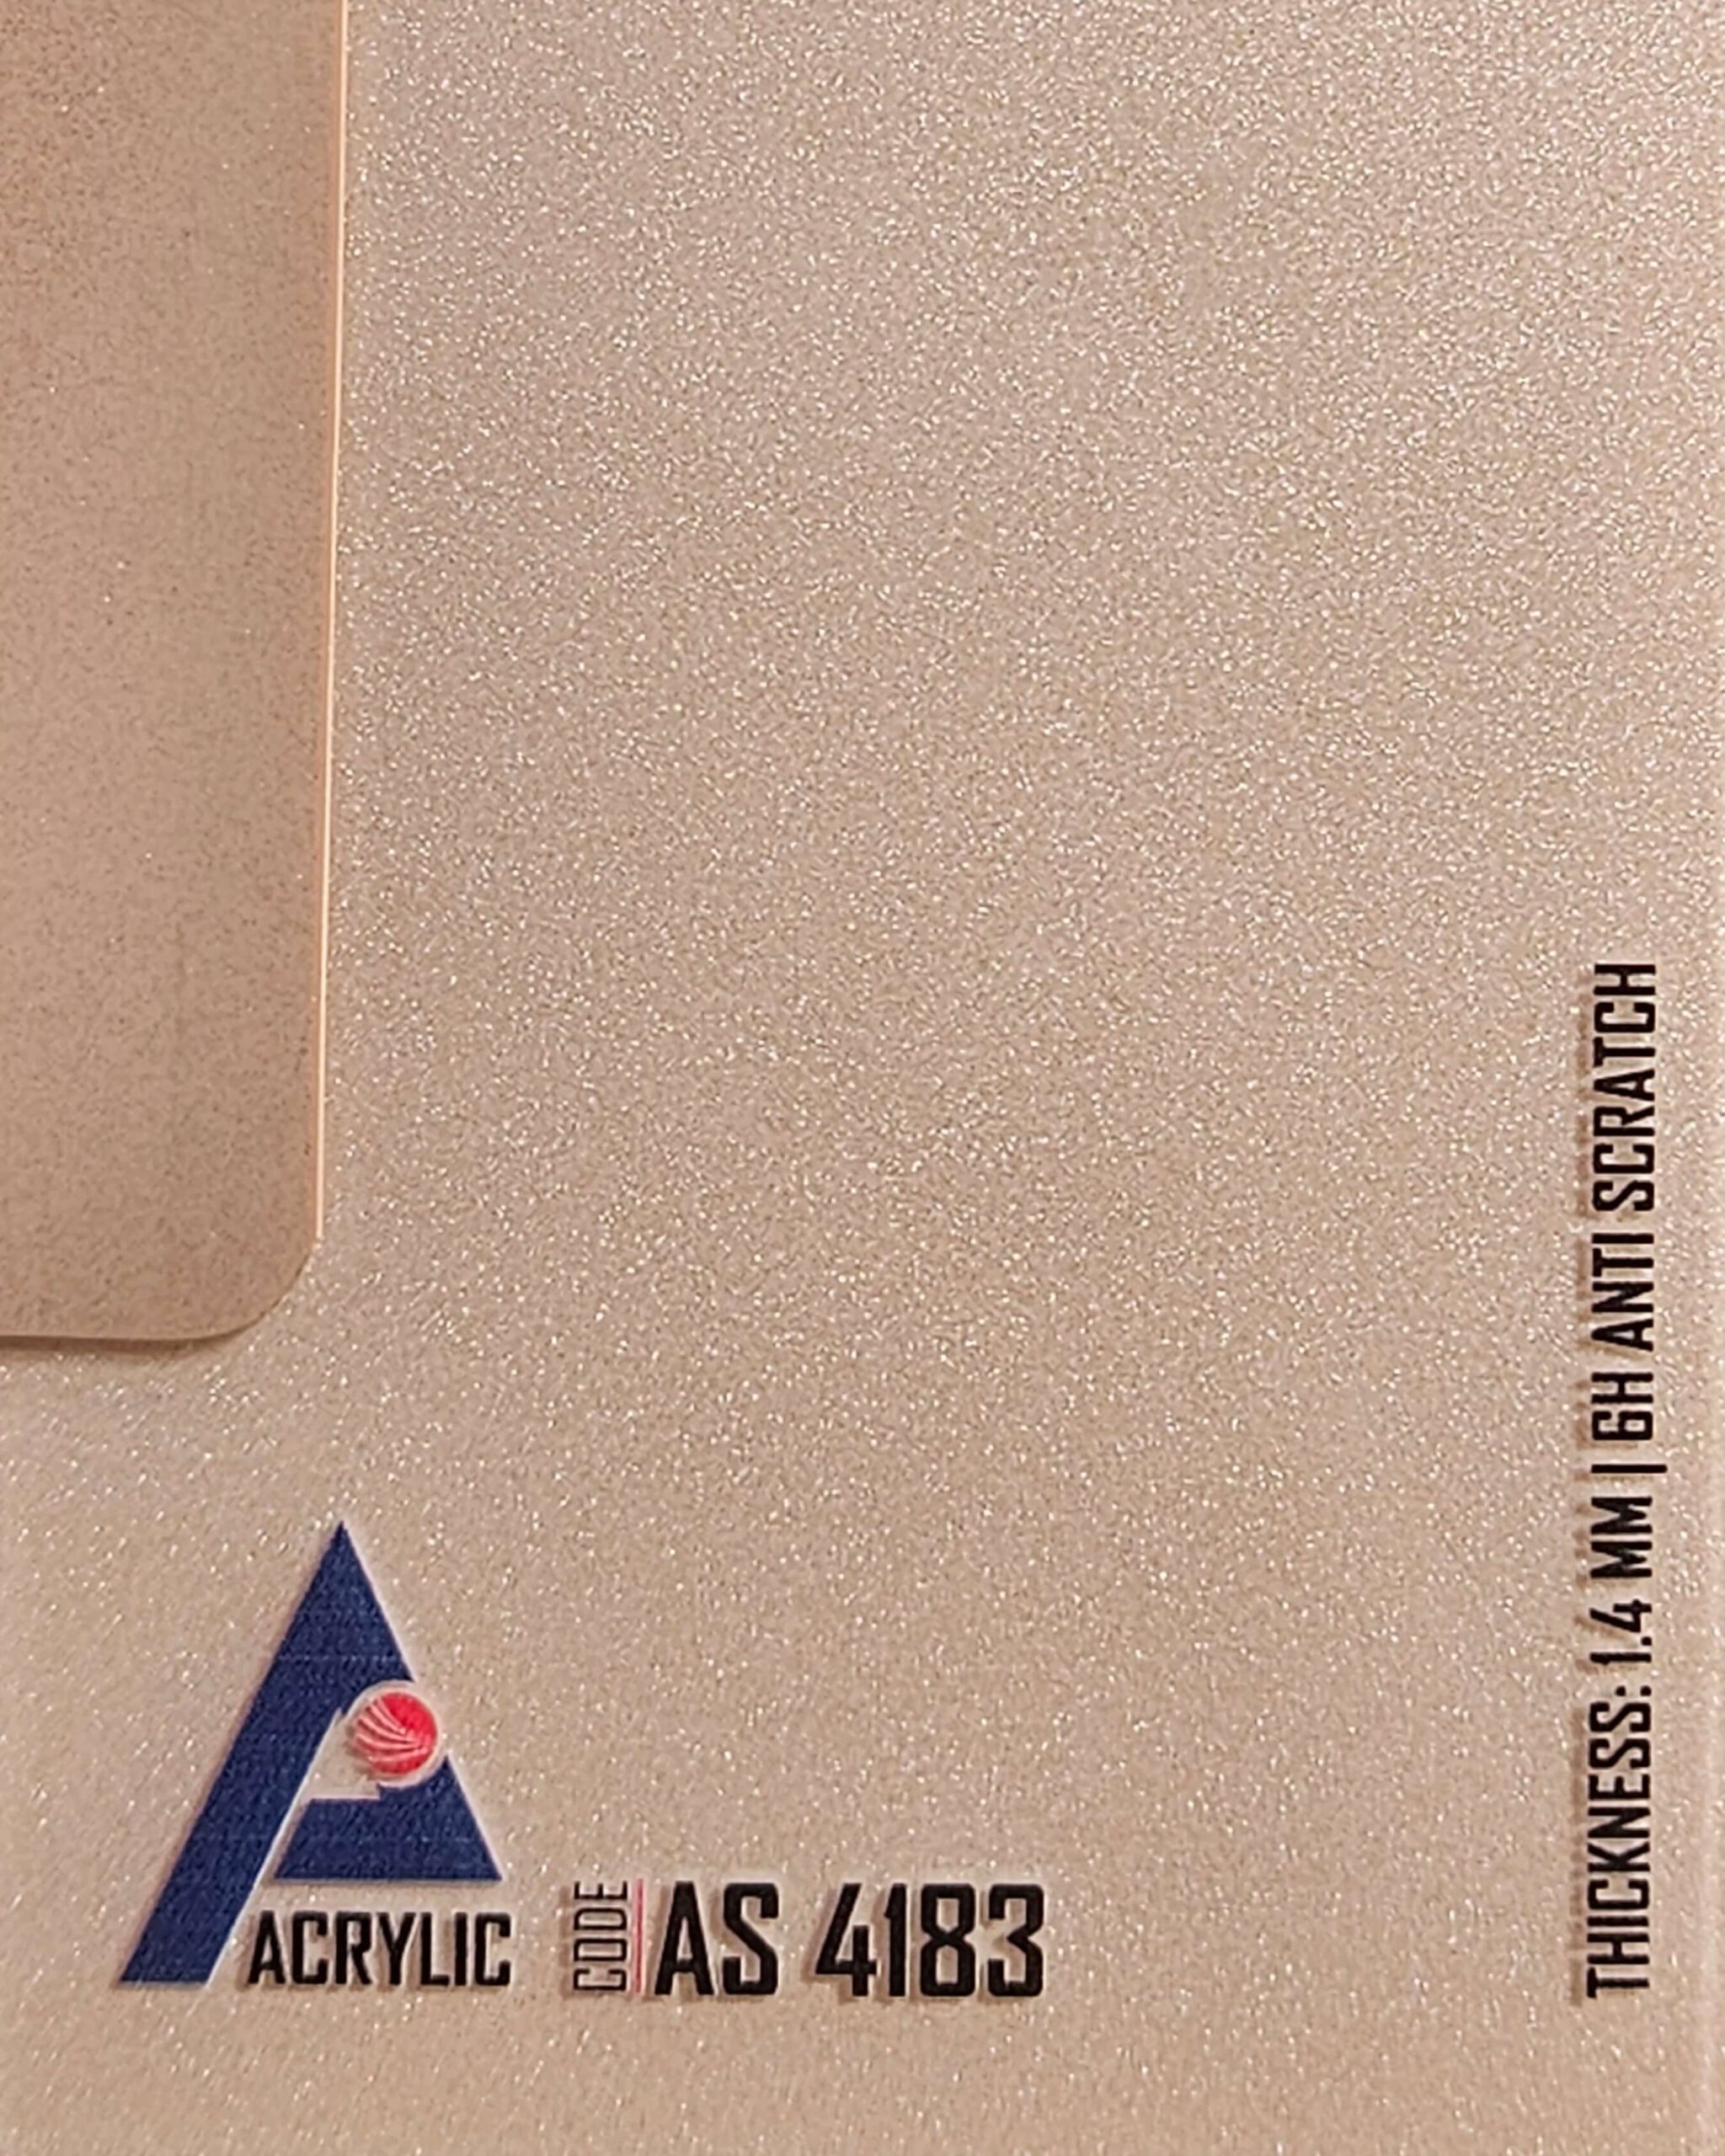 ACRYLIC
CODE
AS 4183
THICKNESS: 1.4 MM | 6H ANTI SCRATCH